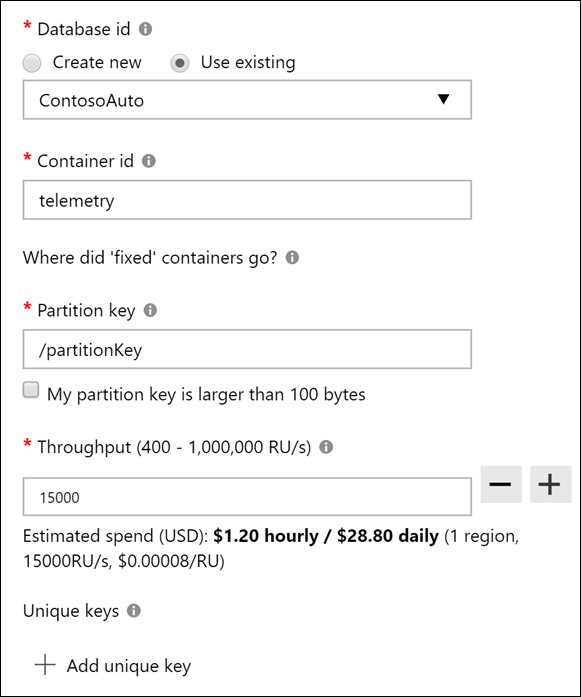 * Database id
Create new Use existing
ContosoAuto
* Container id
telemetry
Where did 'fixed' containers go?
* Partition key
/partitionKey
My partition key is larger than 100 bytes
* Throughput (400 - 1,000,000 RU/s)
15000
Estimated spend (USD): $1.20 hourly / $28.80 daily (1 region,
15000RU/s, $0.00008/RU)
Unique keys
Add unique key